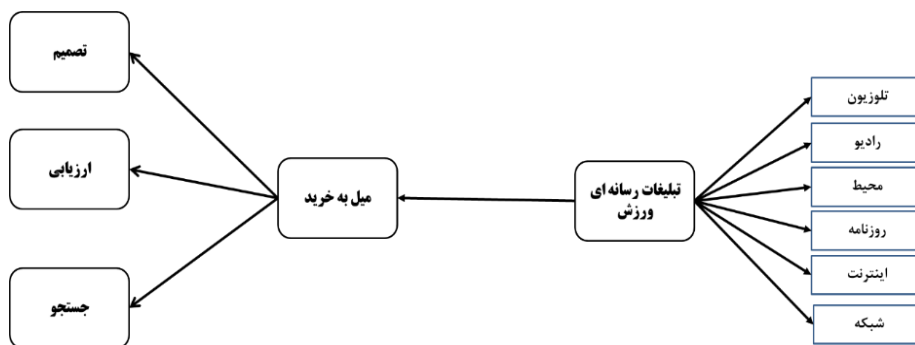 تلوزیون
رادیو
محیط
روزنامه
اینترنت
شبکه
تبلیغات رسانه ای
ورزش
میل به خرید
تصمیم
ارزیابی
جستجو